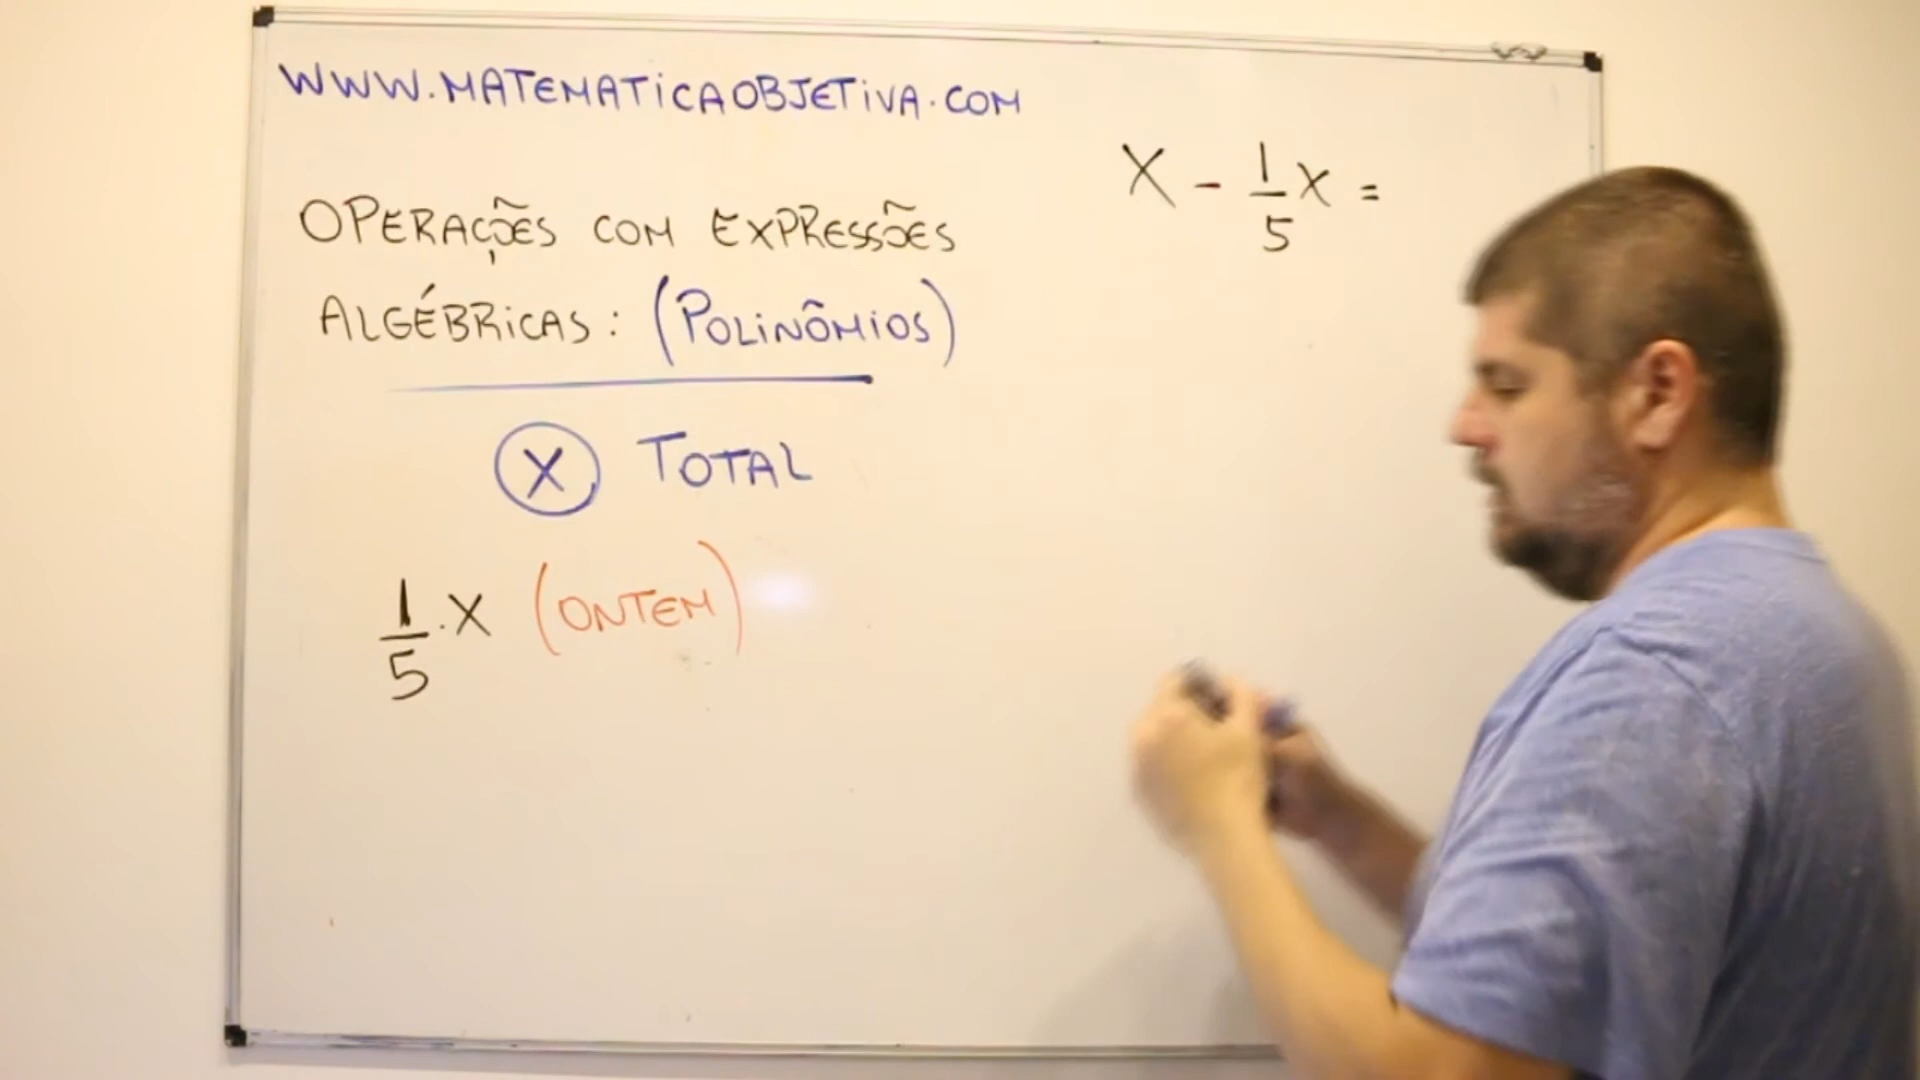 WWW.MATEMATiCAOBJETiVA.COM
OPERAÇÕES COM EXPRESSÕES
ALGÉBRiCAS: (POLiNÔMiOS)
X TOTAL
1/5 . X (ONTEM)
X - 1/5 X =